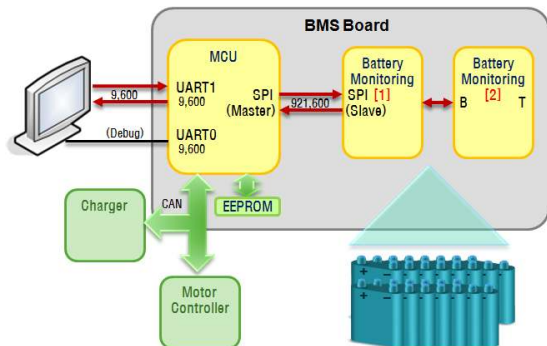 BMS Board
MCU
UART1
9,600
9,600
SPI
(Master)
921,600
UART0
9,600
(Debug)
Battery
Monitoring
SPI [1]
(Slave)
Battery
Monitoring
[2]
B T
CAN
EEPROM
Charger
Motor
Controller
+ −
+ −